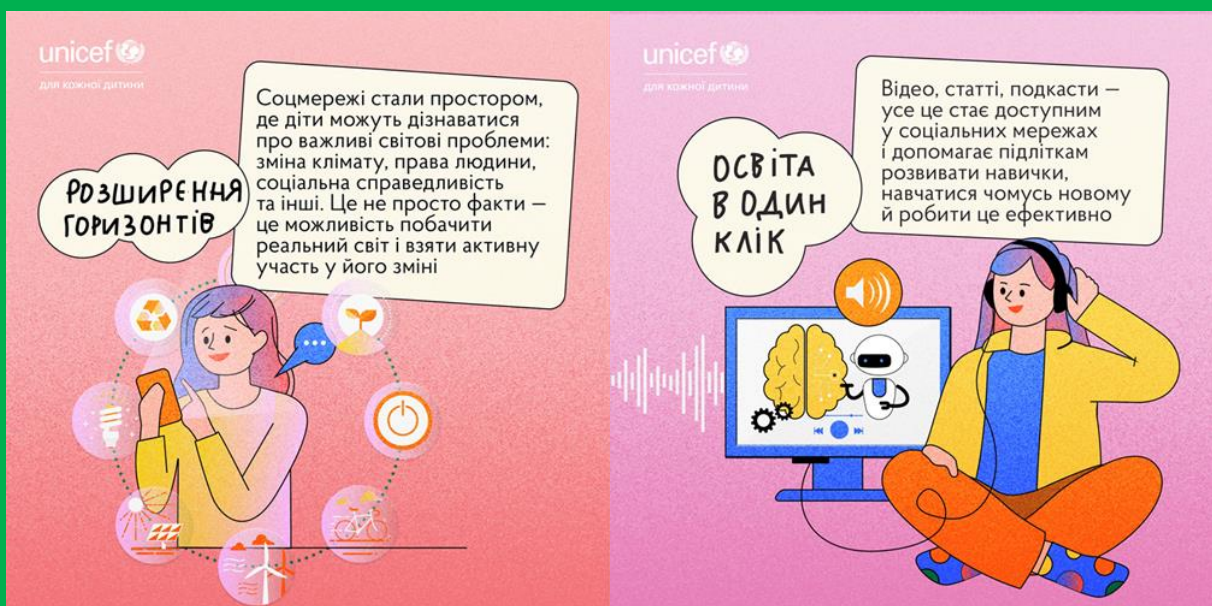 unicef
для кожної дитини
Соцмережі стали простором,
де діти можуть дізнаватися
про важливі світові проблеми:
зміна клімату, права людини,
соціальна справедливість
та інші. Це не просто факти —
це можливість побачити
реальний світ і взяти активну
участь у його зміні
РОЗШИРЕННЯ
ГОРИЗОНТІВ
unicef
для кожної дитини
Відео, статті, подкасти —
усе це стає доступним
у соціальних мережах
і допомагає підліткам
розвивати навички,
навчатися чомусь новому
й робити це ефективно
ОСВІТА
В ОДИН
КЛІК